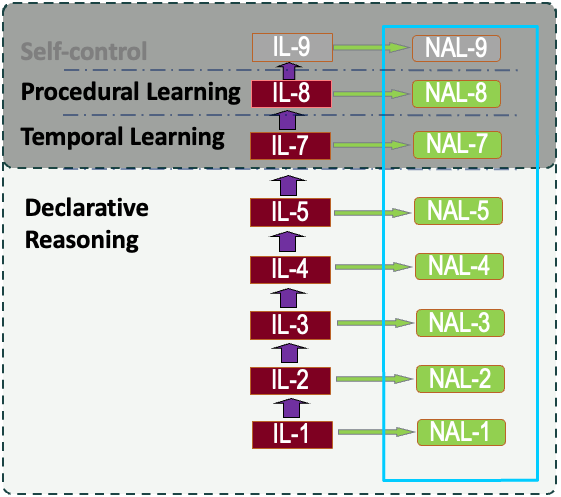 Self-control IL-9 NAL-9
Procedural Learning IL-8 NAL-8
Temporal Learning IL-7 NAL-7
Declarative
Reasoning
IL-5 NAL-5
IL-4 NAL-4
IL-3 NAL-3
IL-2 NAL-2
IL-1 NAL-1